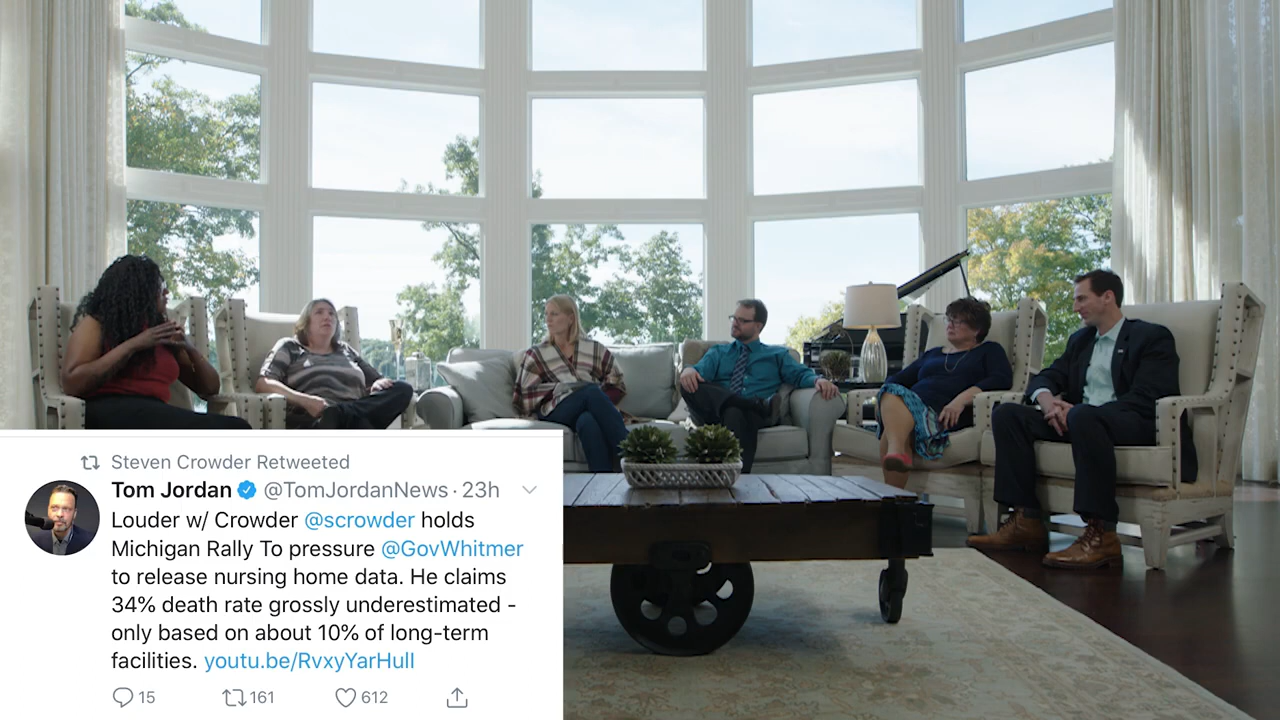 Steven Crowder Retweeted
Tom Jordan @TomJordanNews · 23h
Louder w/ Crowder @scrowder holds
Michigan Rally To pressure @GovWhitmer
to release nursing home data. He claims
34% death rate grossly underestimated -
only based on about 10% of long-term
facilities. youtu.be/RvxyYarHull
15 161 612